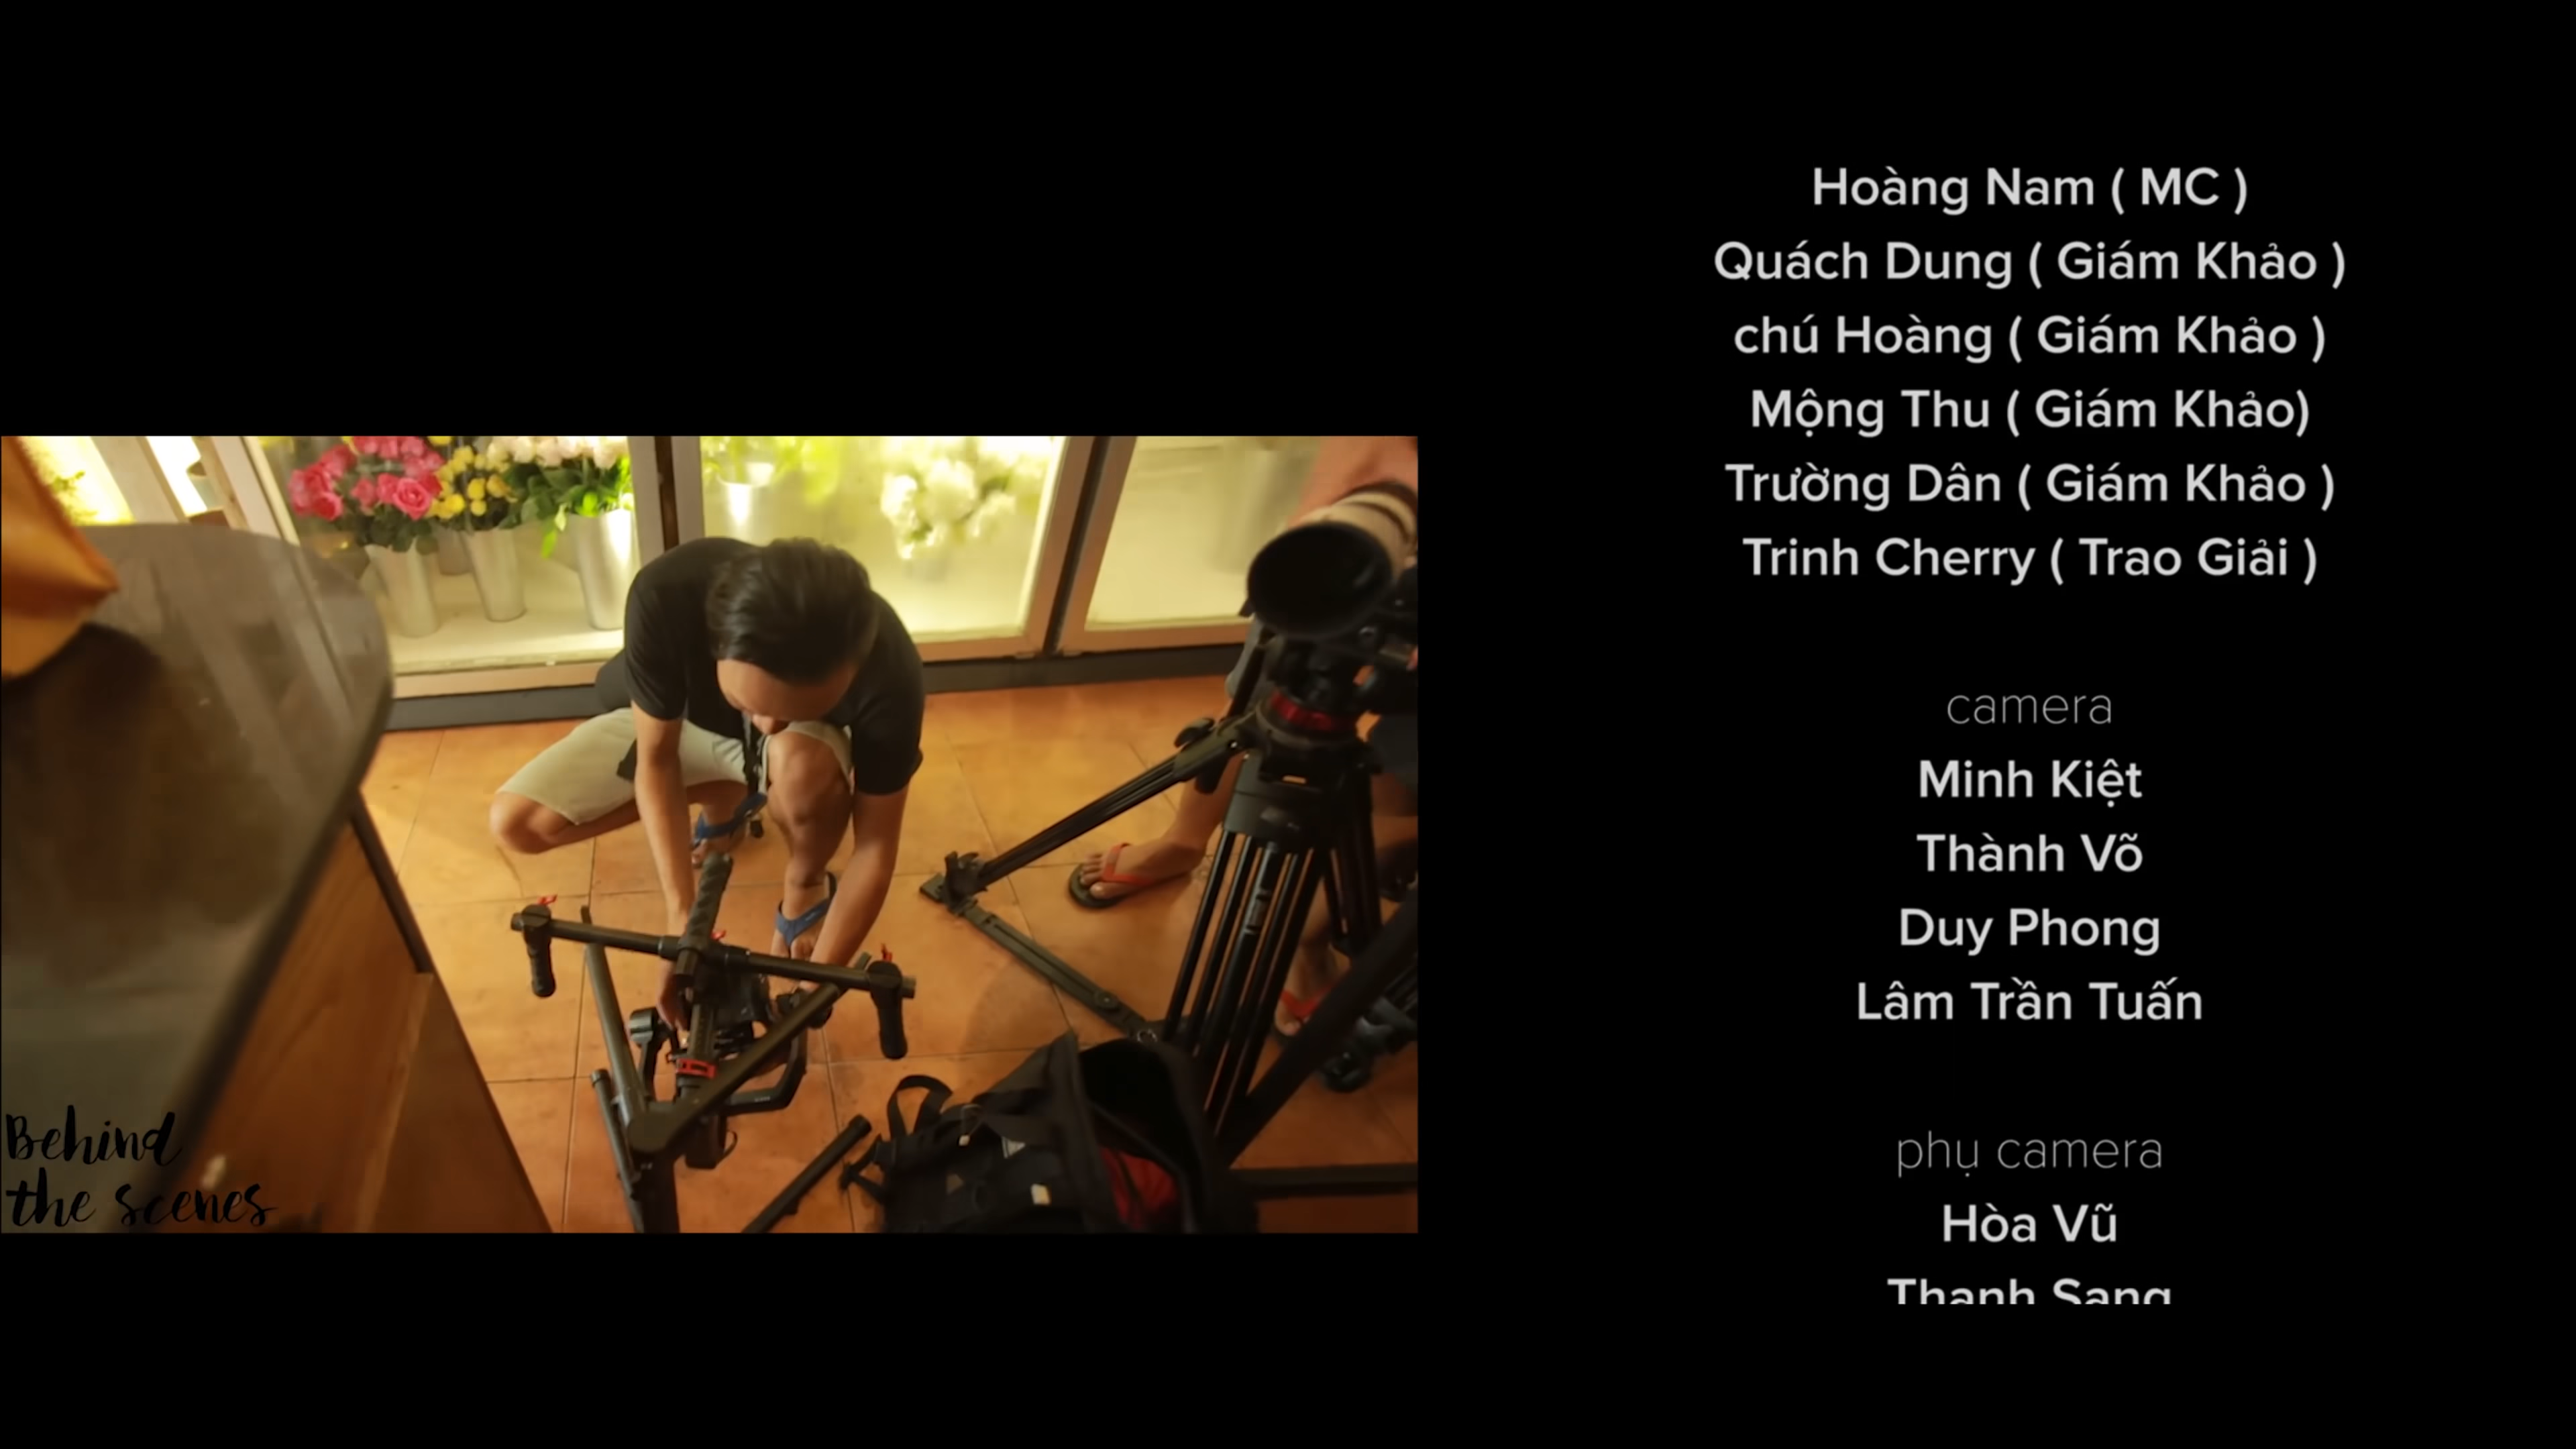 Hoàng Nam ( MC )
Quách Dung ( Giám Khảo )
chú Hoàng ( Giám Khảo )
Mộng Thu ( Giám Khảo)
Trường Dân ( Giám Khảo )
Trinh Cherry ( Trao Giải )
camera
Minh Kiệt
Thành Võ
Duy Phong
Lâm Trần Tuấn
phụ camera
Hòa Vũ
Thanh Sang
Behind
the scenes